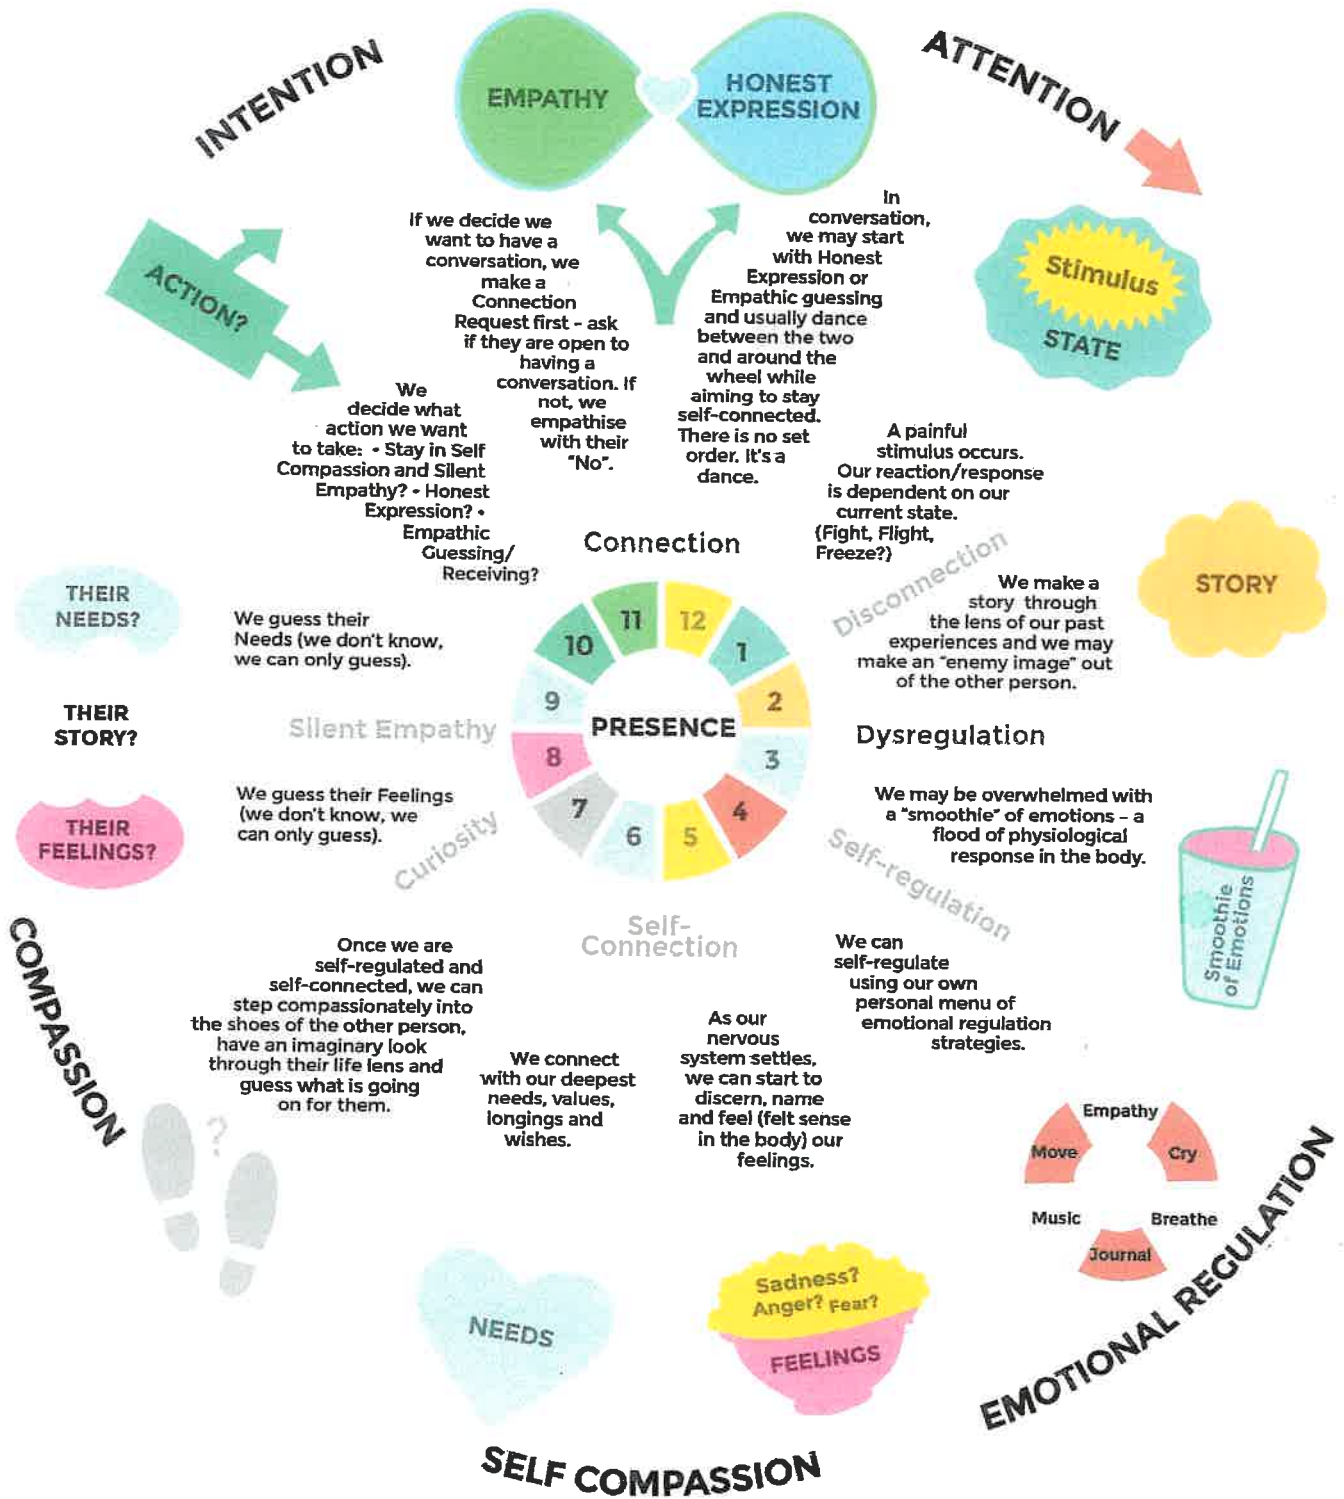 INTENTION
EMPATHY
HONEST
EXPRESSION
ATTENTION
ACTION?
If we decide we
want to have a
conversation, we
make a
Connection
Request first - ask
if they are open to
having a
conversation. If
not, we
empathise
with their
"No".
In
conversation,
we may start
with Honest
Expression or
Empathic guessing
and usually dance
between the two
and around the
wheel while
aiming to stay
self-connected.
There is no set
order. It's a
dance.
Stimulus
STATE
We
decide what
action we want
to take: • Stay in Self
Compassion and Silent
Empathy? • Honest
Expression? •
Empathic
Guessing/
Receiving?
A painful
stimulus occurs.
Our reaction/response
is dependent on our
current state.
(Fight, Flight,
Freeze?)
Connection
Disconnection
STORY
We make a
story through
the lens of our past
experiences and we may
make an "enemy image" out
of the other person.
THEIR
NEEDS?
We guess their
Needs (we don't know,
we can only guess).
11
12
10
1
9
2
PRESENCE
8
3
7
4
6
5
THEIR
STORY?
Silent Empathy
Dysregulation
THEIR
FEELINGS?
We guess their Feelings
(we don't know, we
can only guess).
Curiosity
We may be overwhelmed with
a "smoothie" of emotions - a
flood of physiological
response in the body.
Self-regulation
Smoothie
of Emotions
Self-
Connection
COMPASSION
Once we are
self-regulated and
self-connected, we can
step compassionately into
the shoes of the other person,
have an imaginary look
through their life lens and
guess what is going
on for them.
?
We connect
with our deepest
needs, values,
longings and
wishes.
As our
nervous
system settles,
we can start to
discern, name
and feel (felt sense
in the body) our
feelings.
We can
self-regulate
using our own
personal menu of
emotional regulation
strategies.
Empathy
Move
Cry
Music
Breathe
Journal
EMOTIONAL REGULATION
NEEDS
Sadness?
Anger? Fear?
FEELINGS
SELF COMPASSION